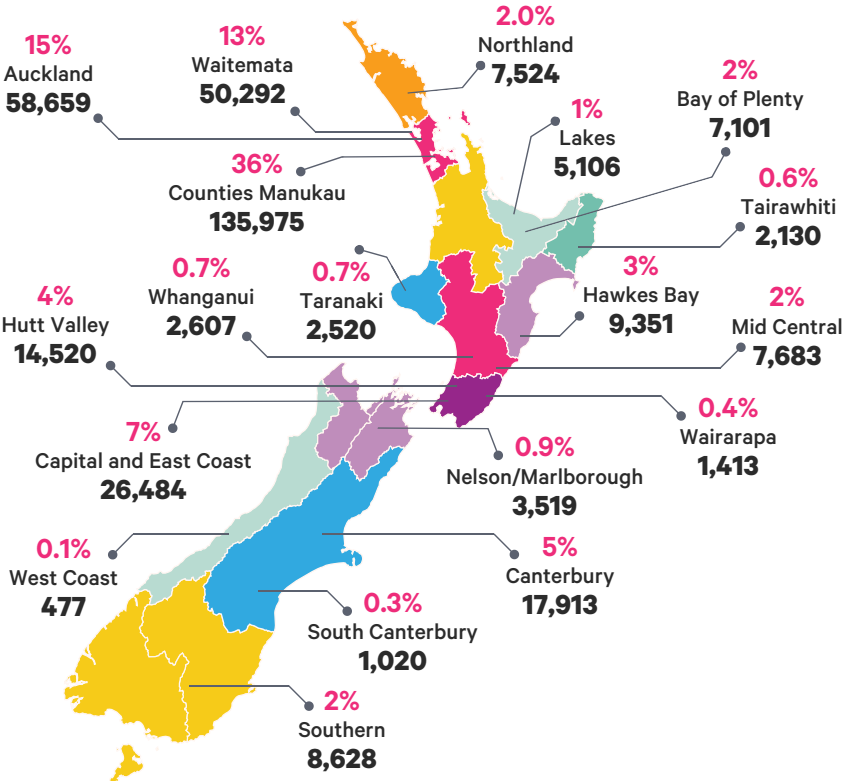 2.0%
Northland
7,524
15%
Auckland
58,659
13%
Waitemata
50,292
2%
Bay of Plenty
7,101
1%
Lakes
5,106
36%
Counties Manukau
135,975
0.6%
Tairawhiti
2,130
0.7%
Whanganui
2,607
0.7%
Taranaki
2,520
3%
Hawkes Bay
9,351
4%
Hutt Valley
14,520
2%
Mid Central
7,683
7%
Capital and East Coast
26,484
0.4%
Wairarapa
1,413
0.9%
Nelson/Marlborough
3,519
0.1%
West Coast
477
5%
Canterbury
17,913
0.3%
South Canterbury
1,020
2%
Southern
8,628